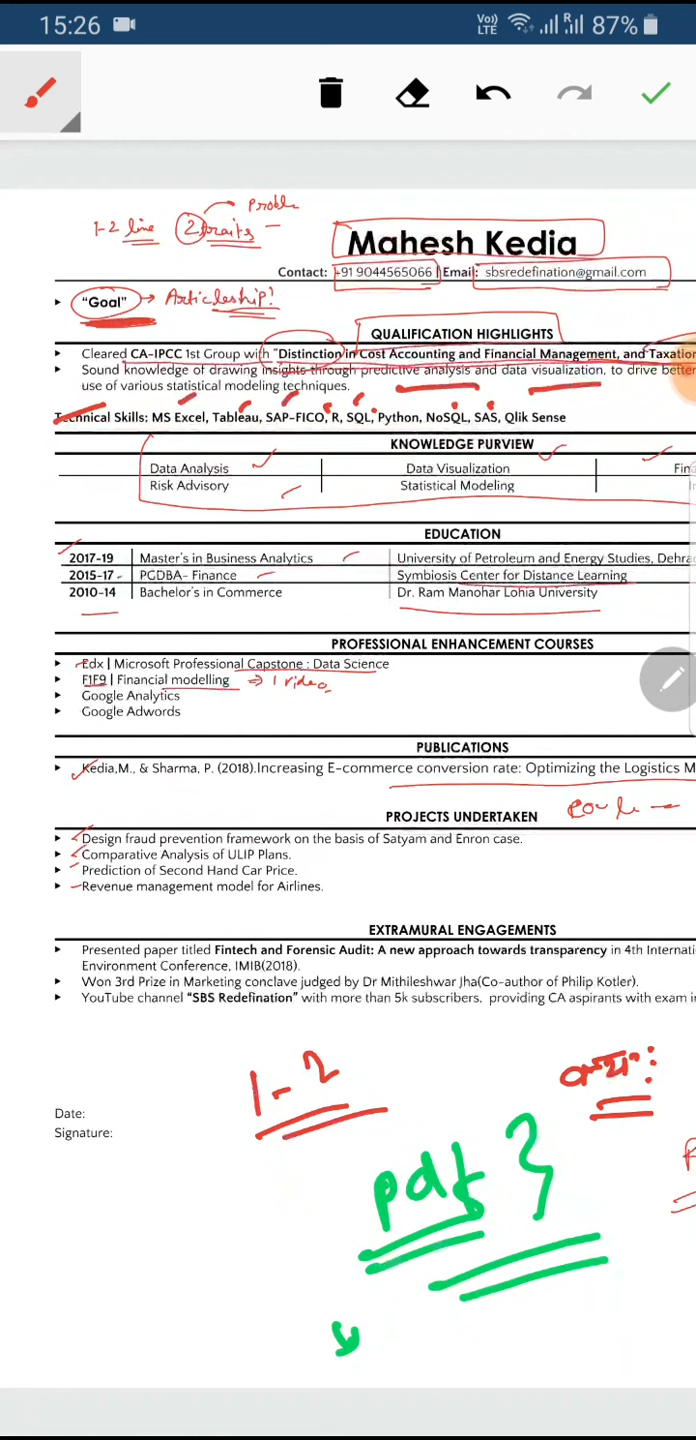 15:26 Vo)) LTE R 87%
Proble
1-2 line 2 traits -
Mahesh Kedia
Contact: +91 9044565066 | Email: sbsredefination@gmail.com
"Goal" → Articleship!
QUALIFICATION HIGHLIGHTS
Cleared CA-IPCC 1st Group with "Distinction in Cost Accounting and Financial Management, and Taxation
Sound knowledge of drawing insights through predictive analysis and data visualization, to drive better
use of various statistical modeling techniques.
Technical Skills: MS Excel, Tableau, SAP-FICO, R, SQL, Python, NoSQL, SAS, Qlik Sense
KNOWLEDGE PURVIEW
Data Analysis Data Visualization Fin
Risk Advisory Statistical Modeling
EDUCATION
2017-19 Master's in Business Analytics University of Petroleum and Energy Studies, Dehra
2015-17 PGDBA- Finance Symbiosis Center for Distance Learning
2010-14 Bachelor's in Commerce Dr. Ram Manohar Lohia University
PROFESSIONAL ENHANCEMENT COURSES
Edx | Microsoft Professional Capstone : Data Science
F1F9 | Financial modelling ⇒ 1 video
Google Analytics
Google Adwords
PUBLICATIONS
Kedia,M., & Sharma, P. (2018).Increasing E-commerce conversion rate: Optimizing the Logistics M
PROJECTS UNDERTAKEN
Design fraud prevention framework on the basis of Satyam and Enron case.
Comparative Analysis of ULIP Plans.
Prediction of Second Hand Car Price.
Revenue management model for Airlines.
EXTRAMURAL ENGAGEMENTS
Presented paper titled Fintech and Forensic Audit: A new approach towards transparency in 4th Internati
Environment Conference, IMIB(2018).
Won 3rd Prize in Marketing conclave judged by Dr Mithileshwar Jha(Co-author of Philip Kotler).
YouTube channel "SBS Redefination" with more than 5k subscribers, providing CA aspirants with exam in
1-2
Date:
Signature:
pdf }